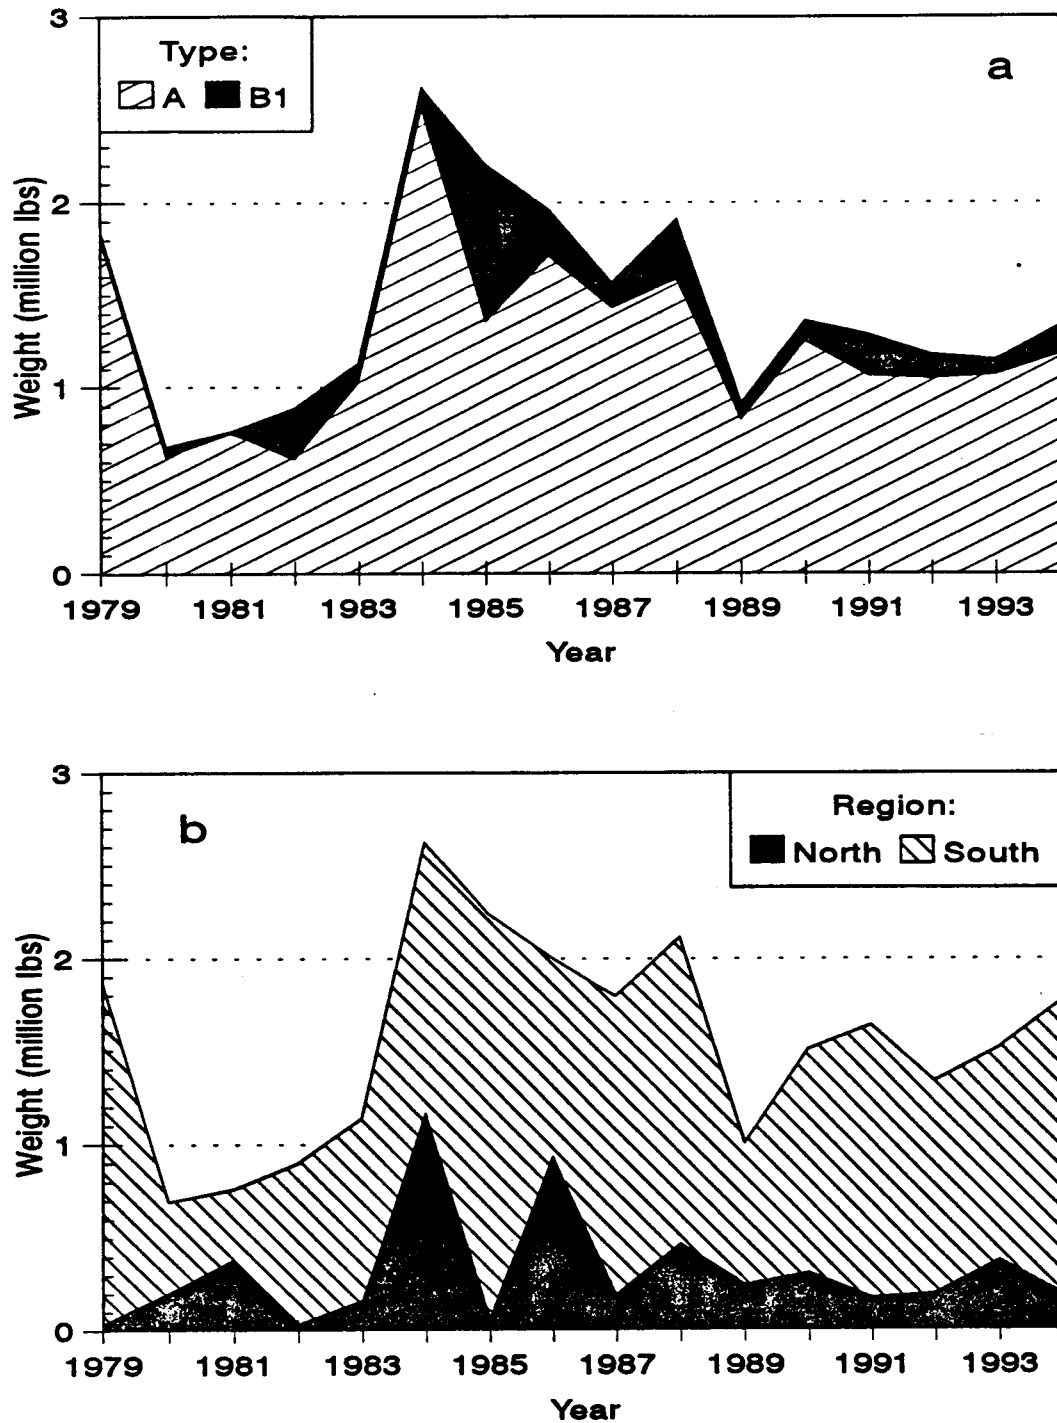 3
Type:
A B1
a
2
1
0
Weight (million lbs)
1979 1981 1983 1985 1987 1989 1991 1993
Year
3
b
Region:
North South
2
1
0
Weight (million lbs)
1979 1981 1983 1985 1987 1989 1991 1993
Year